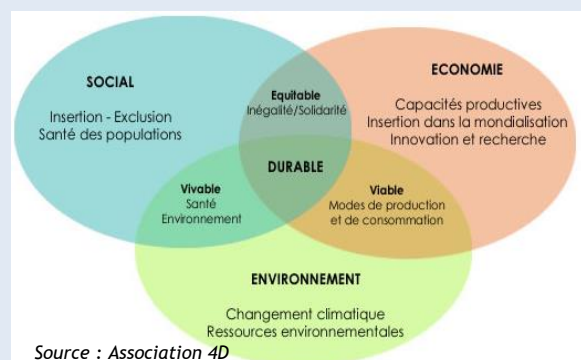 SOCIAL
Insertion - Exclusion
Santé des populations
Equitable
Inégalité/Solidarité
ECONOMIE
Capacités productives
Insertion dans la mondialisation
Innovation et recherche
DURABLE
Vivable
Santé
Environnement
Viable
Modes de production
et de consommation
ENVIRONNEMENT
Changement climatique
Ressources environnementales
Source : Association 4D